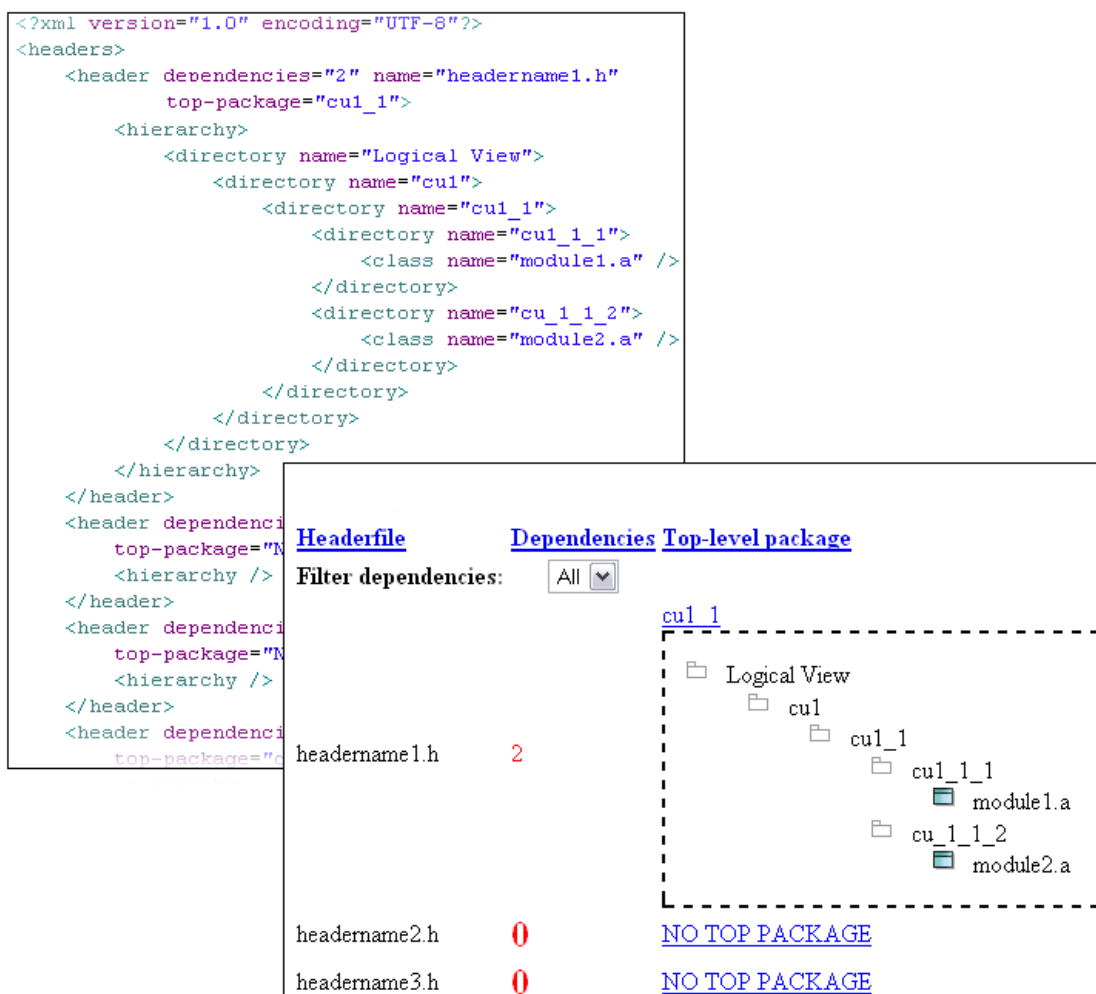 <?xml version="1.0" encoding="UTF-8"?>
<headers>
<header dependencies="2" name="headername1.h"
top-package="cu1_1">
<hierarchy>
<directory name="Logical View">
<directory name="cu1">
<directory name="cu1_1">
<directory name="cu1_1_1">
<class name="module1.a" />
</directory>
<directory name="cu_1_1_2">
<class name="module2.a" />
</directory>
</directory>
</directory>
</directory>
</hierarchy>
</header>
<header dependenci
top-package="N
<hierarchy />
</header>
<header dependenci
top-package="N
<hierarchy />
</header>
<header dependenci
top-package="c
Headerfile Dependencies Top-level package
Filter dependencies: All
cu1_1
Logical View
cu1
cu1_1
cu1_1_1
module1.a
cu_1_1_2
module2.a
headername1.h 2
headername2.h 0 NO TOP PACKAGE
headername3.h 0 NO TOP PACKAGE